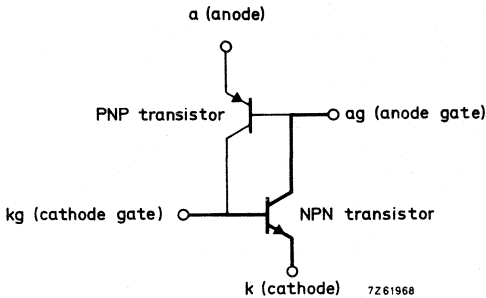 a (anode)
PNP transistor
ag (anode gate)
kg (cathode gate)
NPN transistor
k (cathode)
7Z61968